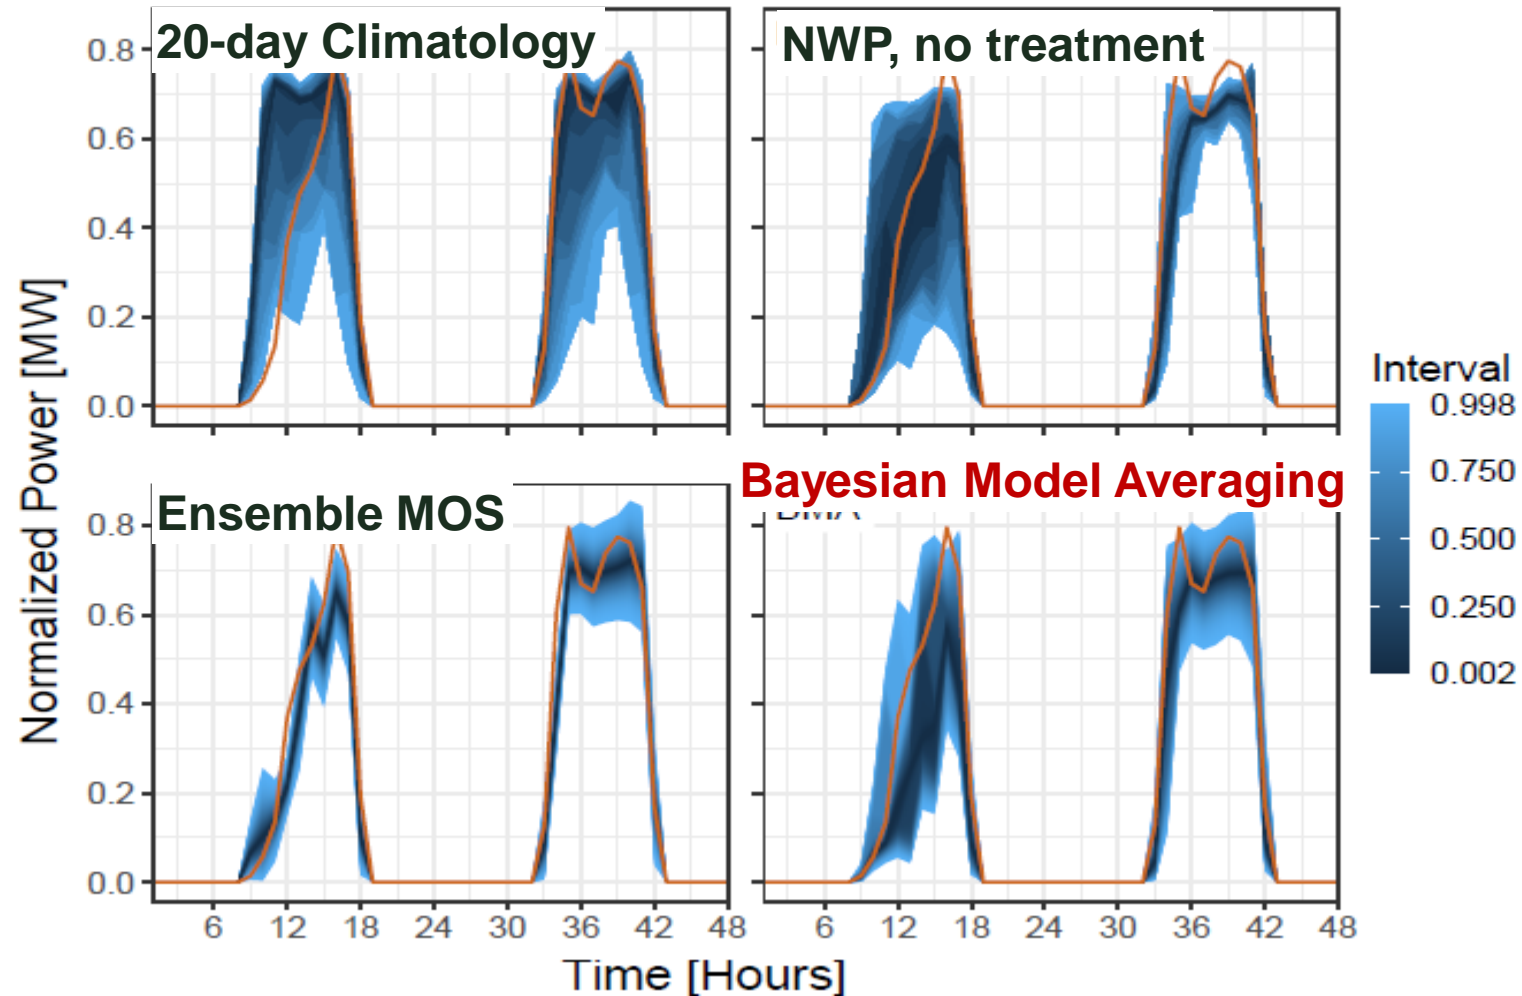 20-day Climatology
NWP, no treatment
0.8
0.6
0.4
0.2
0.0
Normalized Power [MW]
Ensemble MOS
Bayesian Model Averaging
BMA
0.8
0.6
0.4
0.2
0.0
6 12 18 24 30 36 42 48
6 12 18 24 30 36 42 48
Time [Hours]
Interval
0.998
0.750
0.500
0.250
0.002